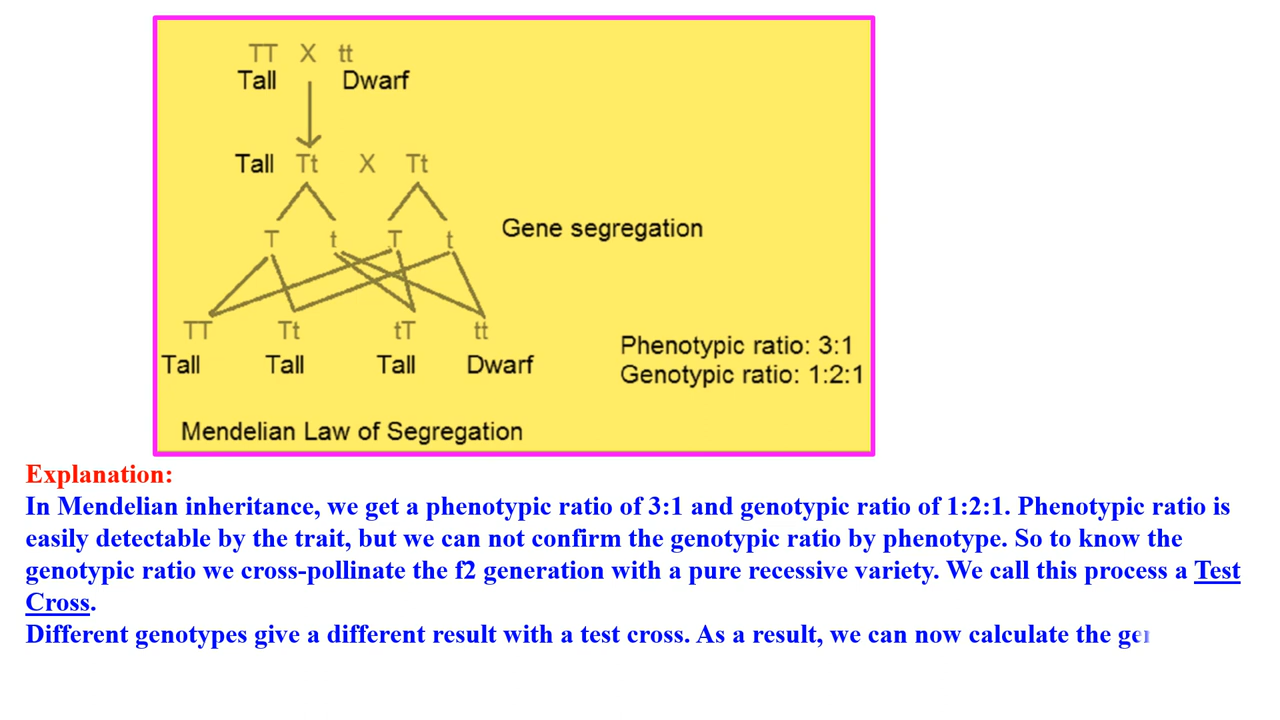 TT X tt
Tall Dwarf
Tall Tt X Tt
T t T t Gene segregation
TT Tt tT tt
Tall Tall Tall Dwarf
Phenotypic ratio: 3:1
Genotypic ratio: 1:2:1
Mendelian Law of Segregation
Explanation:
In Mendelian inheritance, we get a phenotypic ratio of 3:1 and genotypic ratio of 1:2:1. Phenotypic ratio is
easily detectable by the trait, but we can not confirm the genotypic ratio by phenotype. So to know the
genotypic ratio we cross-pollinate the f2 generation with a pure recessive variety. We call this process a Test
Cross.
Different genotypes give a different result with a test cross. As a result, we can now calculate the